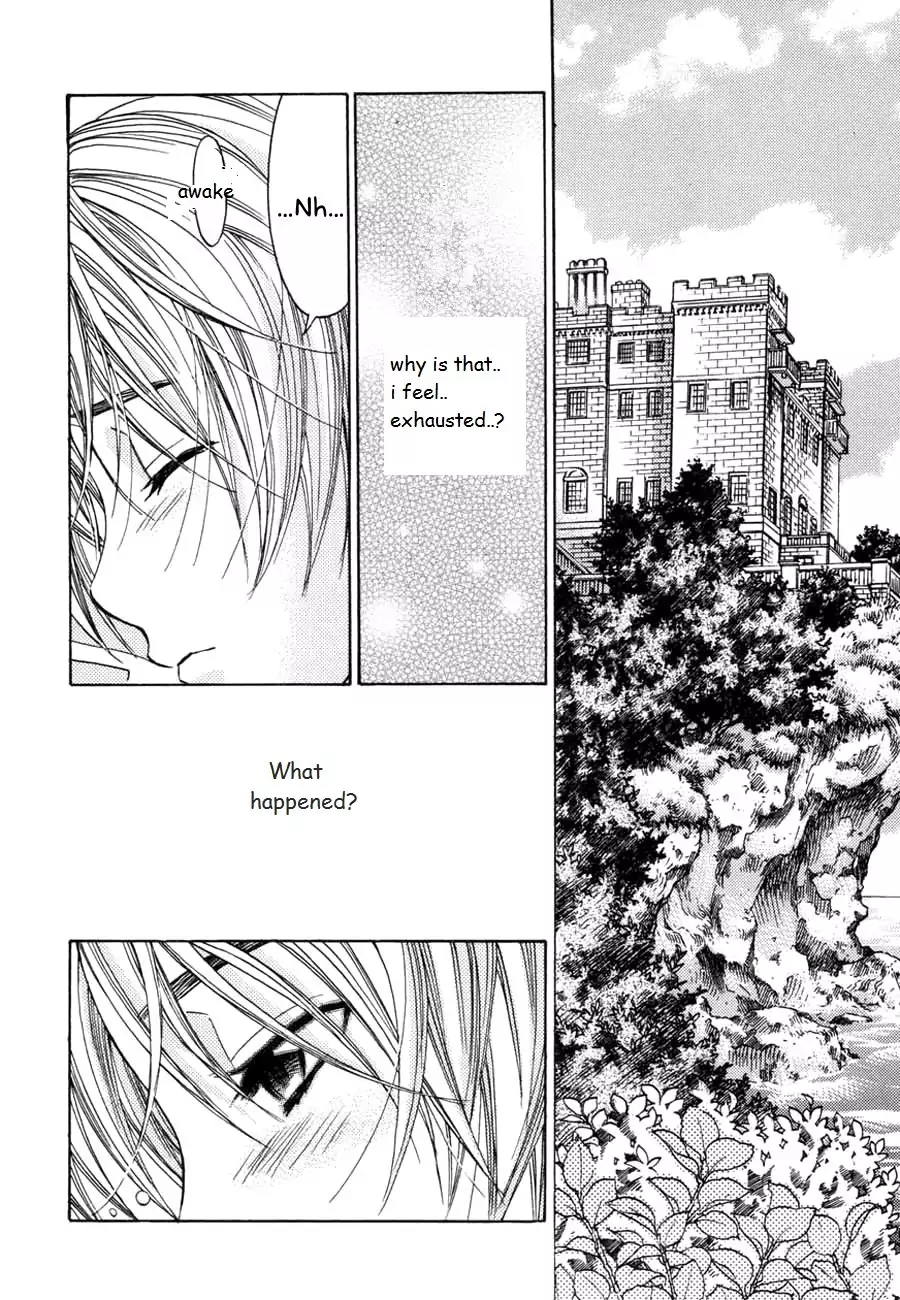 why is that..
i feel..
exhausted..?
...Nh...
awake
What
happened?